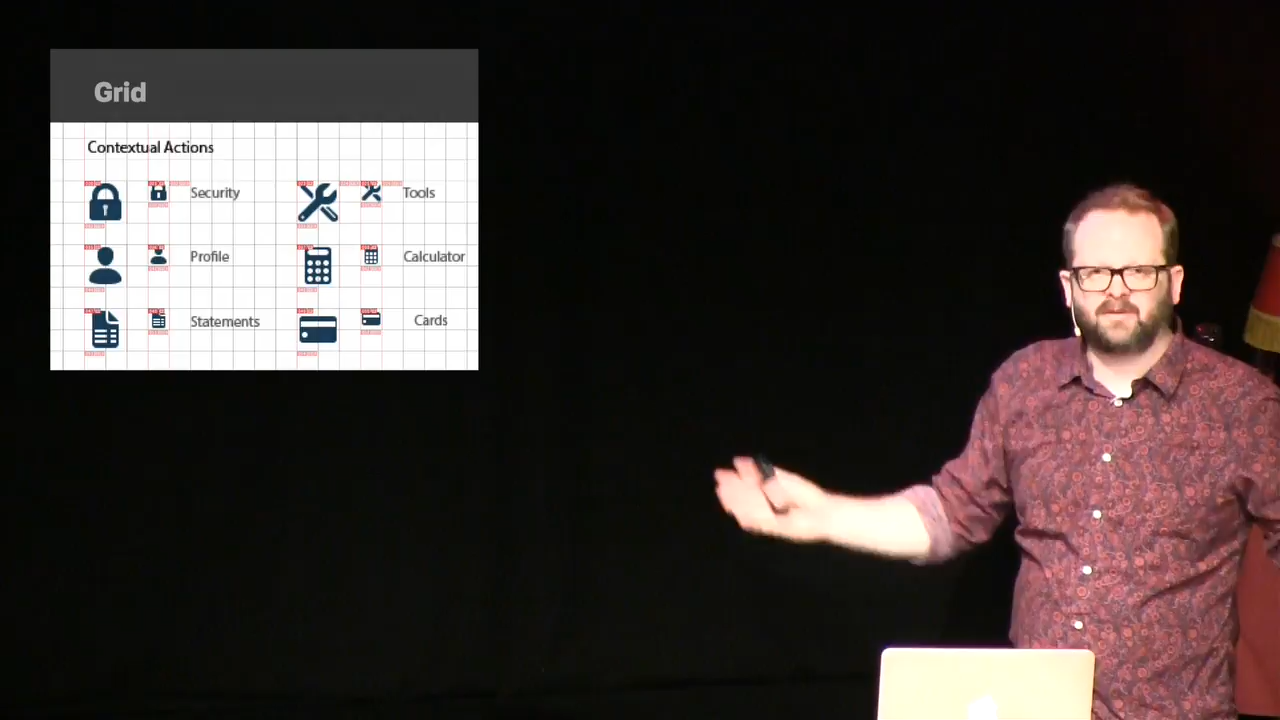 Grid
Contextual Actions
Security
Tools
Profile
Calculator
Statements
Cards